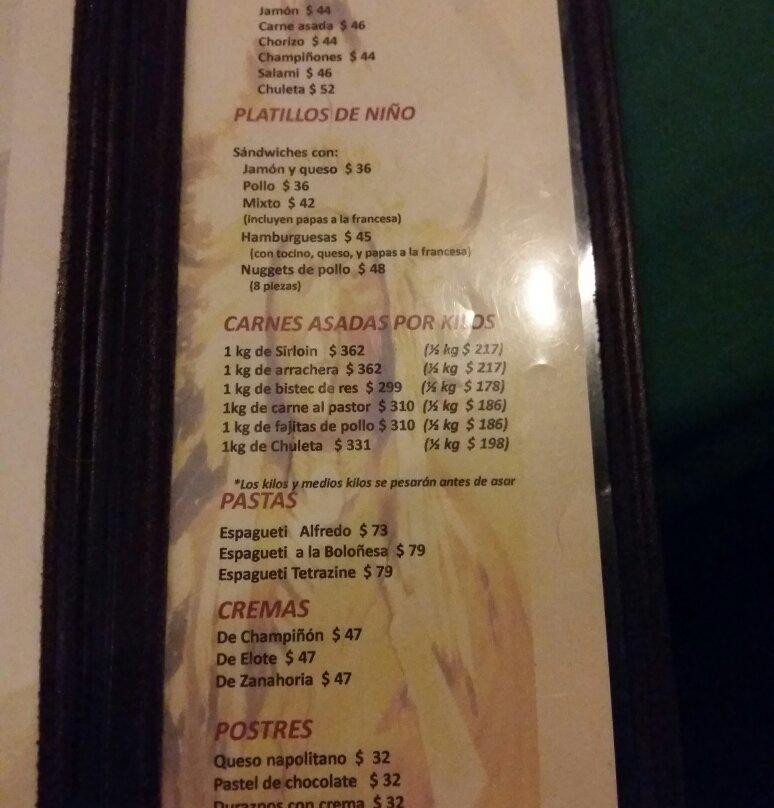 Jamón $ 44
Carne asada $ 46
Chorizo $ 44
Champiñones $ 44
Salami $ 46
Chuleta $ 52
PLATILLOS DE NIÑO
Sándwiches con:
Jamón y queso $ 36
Pollo $ 36
Mixto $ 42
(incluyen papas a la francesa)
Hamburguesas $ 45
(con tocino, queso, y papas a la francesa)
Nuggets de pollo $ 48
(8 piezas)
CARNES ASADAS POR KILOS
1 kg de Sirloin $ 362 (½ kg $ 217)
1 kg de arrachera $ 362 (½ kg $ 217)
1 kg de bistec de res $ 299 (½ kg $ 178)
1kg de carne al pastor $ 310 (½ kg $ 186)
1 kg de fajitas de pollo $ 310 (½ kg $ 186)
1kg de Chuleta $ 331 (½ kg $ 198)
*Los kilos y medios kilos se pesarán antes de asar
PASTAS
Espagueti Alfredo $ 73
Espagueti a la Boloñesa $ 79
Espagueti Tetrazine $ 79
CREMAS
De Champiñón $ 47
De Elote $ 47
De Zanahoria $ 47
POSTRES
Queso napolitano $ 32
Pastel de chocolate $ 32
Duraznos con crema $ 32